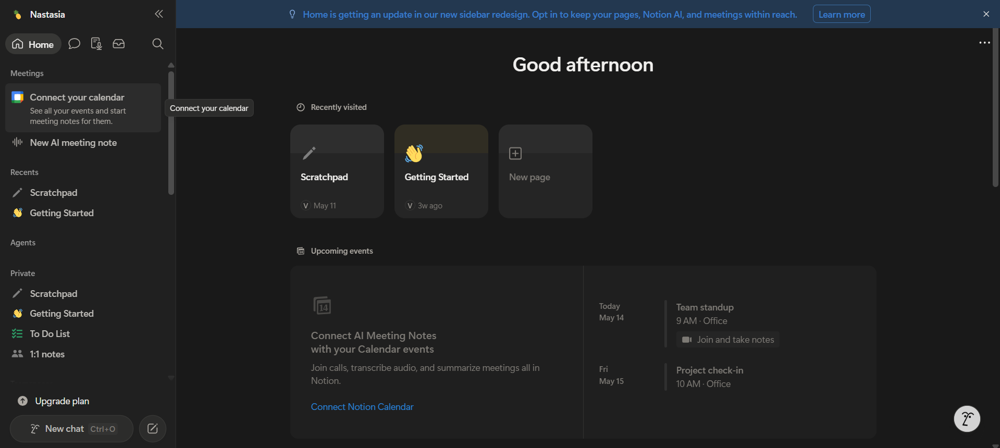 Nastasia
Home
Meetings
Connect your calendar
See all your events and start
meeting notes for them.
New AI meeting note
Recents
Scratchpad
Getting Started
Agents
Private
Scratchpad
Getting Started
To Do List
1:1 notes
Upgrade plan
New chat Ctrl+O
Connect your calendar
Home is getting an update in our new sidebar redesign. Opt in to keep your pages, Notion AI, and meetings within reach. Learn more
Good afternoon
Recently visited
Scratchpad
V May 11
Getting Started
V 3w ago
New page
Upcoming events
14
Connect AI Meeting Notes
with your Calendar events
Join calls, transcribe audio, and summarize meetings all in
Notion.
Connect Notion Calendar
Today
May 14
Team standup
9 AM · Office
Join and take notes
Fri
May 15
Project check-in
10 AM · Office